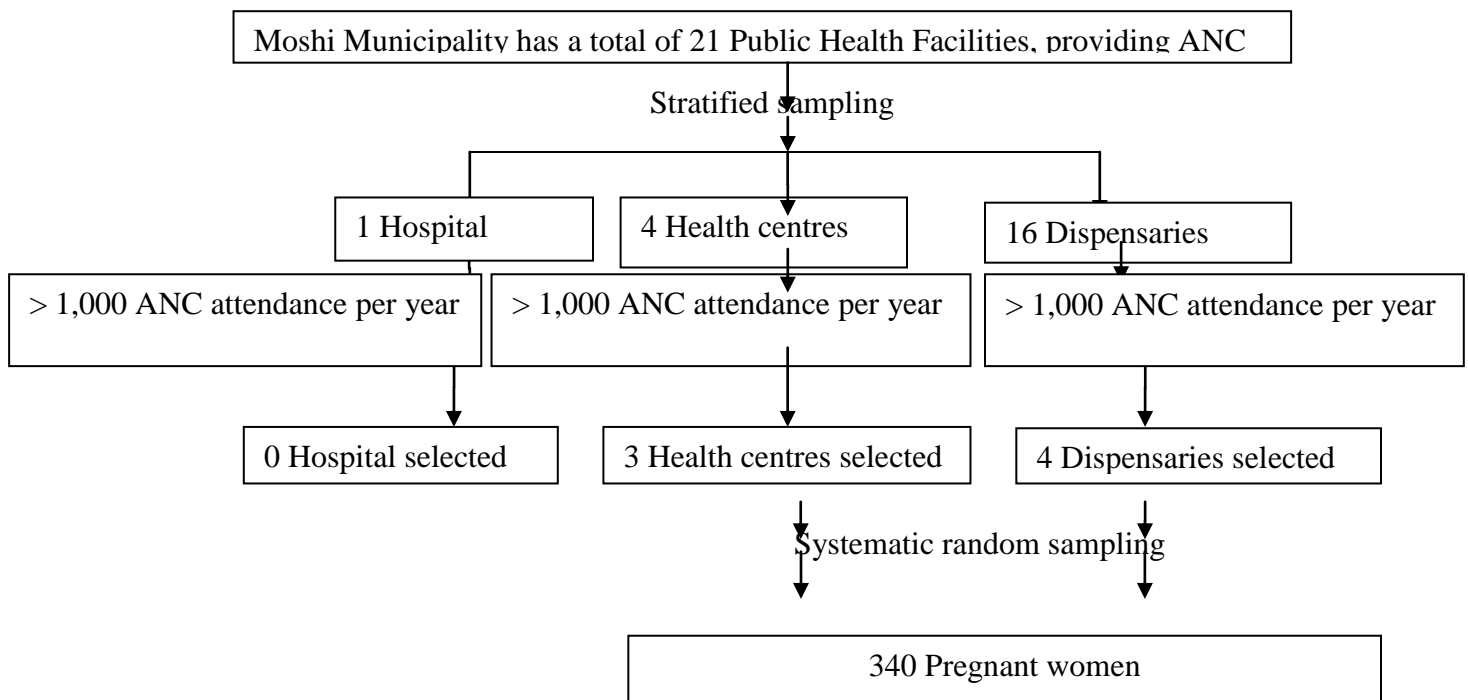 Moshi Municipality has a total of 21 Public Health Facilities, providing ANC
Stratified sampling
1 Hospital
4 Health centres
16 Dispensaries
> 1,000 ANC attendance per year
> 1,000 ANC attendance per year
> 1,000 ANC attendance per year
0 Hospital selected
3 Health centres selected
4 Dispensaries selected
Systematic random sampling
340 Pregnant women